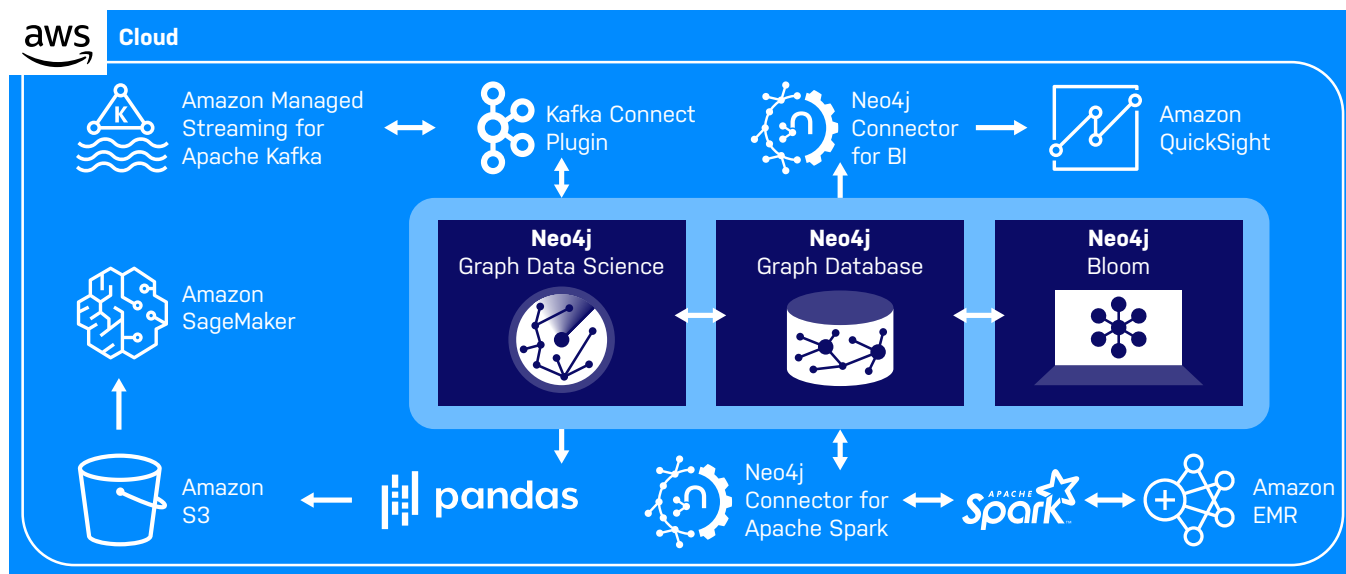 aws
Cloud
Amazon Managed
Streaming for
Apache Kafka
K
Kafka Connect
Plugin
Neo4j
Connector
for BI
n
Amazon
QuickSight
Neo4j
Graph Data Science
Neo4j
Graph Database
Neo4j
Bloom
Amazon
SageMaker
Amazon
S3
pandas
n
Neo4j
Connector for
Apache Spark
APACHE
Spark
TM
Amazon
EMR